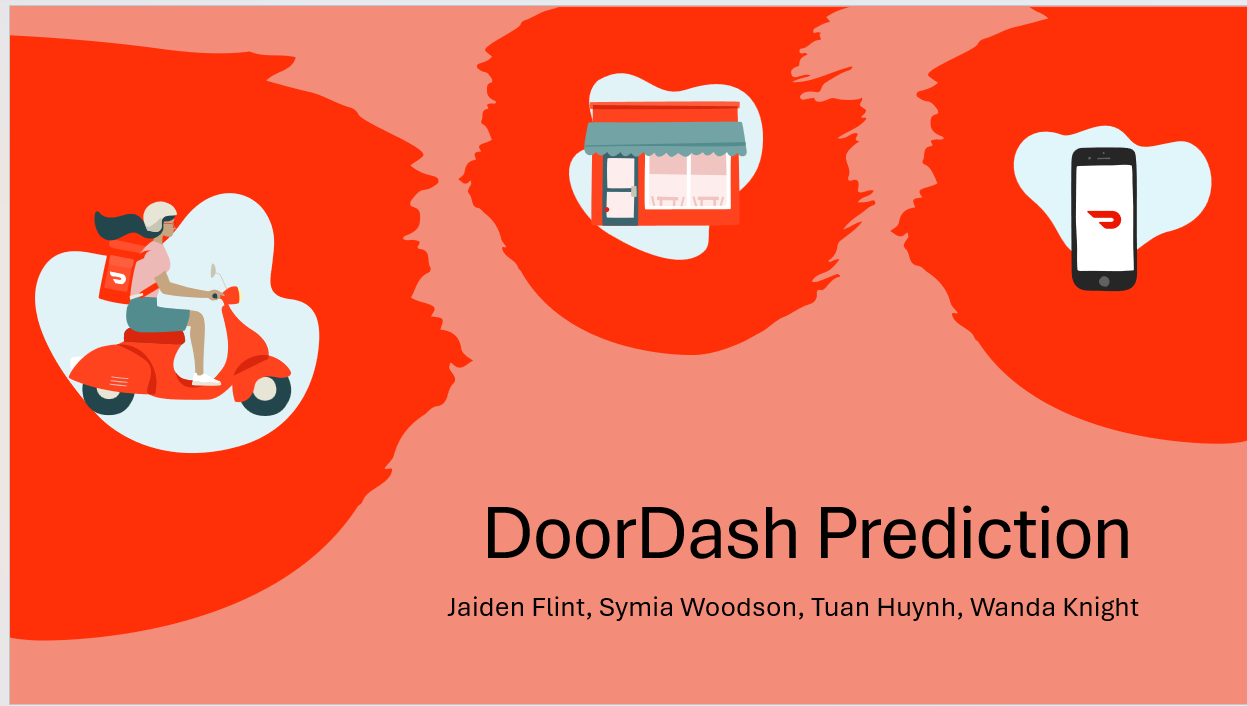 DoorDash Prediction
Jaiden Flint, Symia Woodson, Tuan Huynh, Wanda Knight